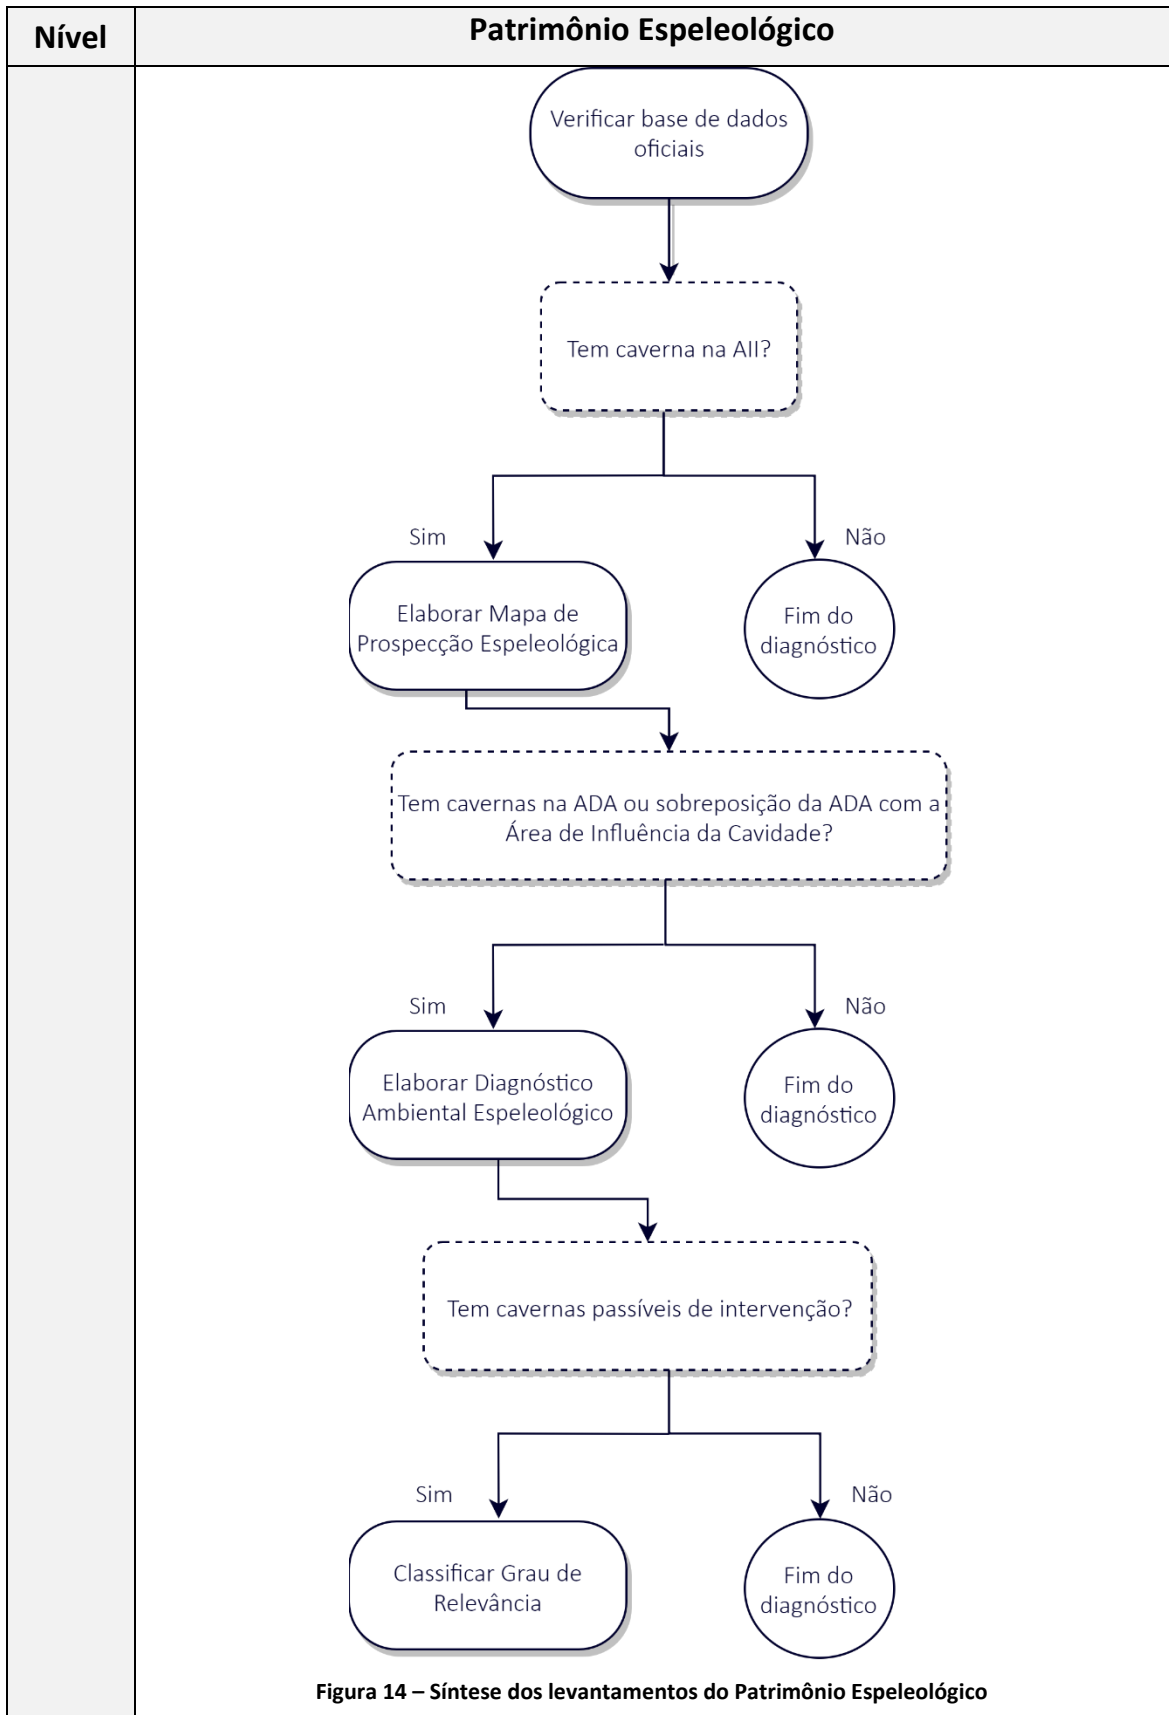 Nível
Patrimônio Espeleológico
Verificar base de dados
oficiais
Tem caverna na AII?
Sim
Não
Elaborar Mapa de
Prospecção Espeleológica
Fim do
diagnóstico
Tem cavernas na ADA ou sobreposição da ADA com a
Área de Influência da Cavidade?
Sim
Não
Elaborar Diagnóstico
Ambiental Espeleológico
Fim do
diagnóstico
Tem cavernas passíveis de intervenção?
Sim
Não
Classificar Grau de
Relevância
Fim do
diagnóstico
Figura 14 – Síntese dos levantamentos do Patrimônio Espeleológico